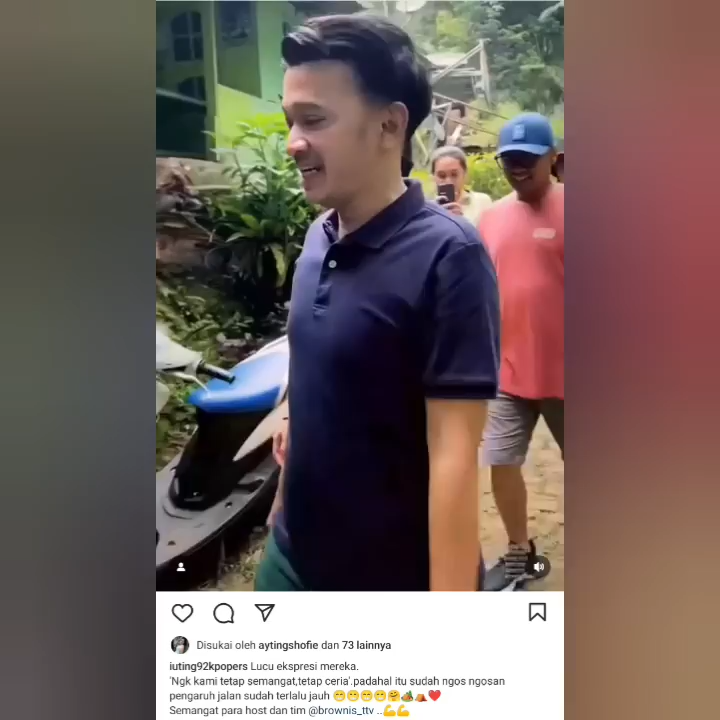 Disukai oleh aytingshofie dan 73 lainnya
iuting92kpopers Lucu ekspresi mereka.
'Ngk kami tetap semangat,tetap ceria'.padahal itu sudah ngos ngosan
pengaruh jalan sudah terlalu jauh 😁😁😁😁🤗🏕️⛺❤️
Semangat para host dan tim @brownis_ttv ..💪💪